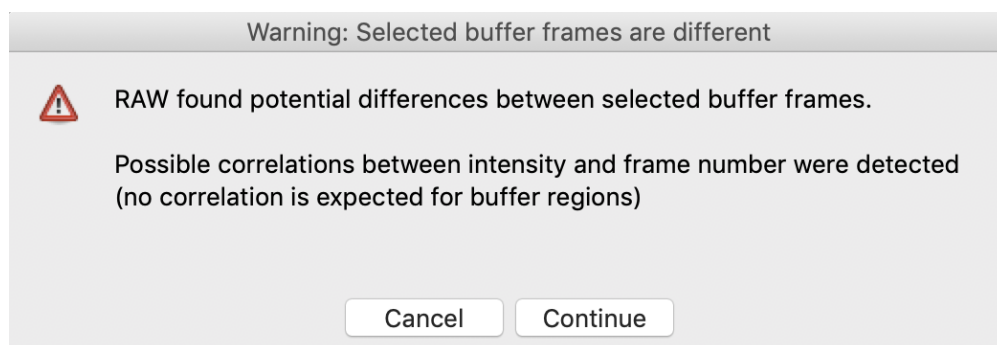 Warning: Selected buffer frames are different
RAW found potential differences between selected buffer frames.
Possible correlations between intensity and frame number were detected
(no correlation is expected for buffer regions)
Cancel
Continue